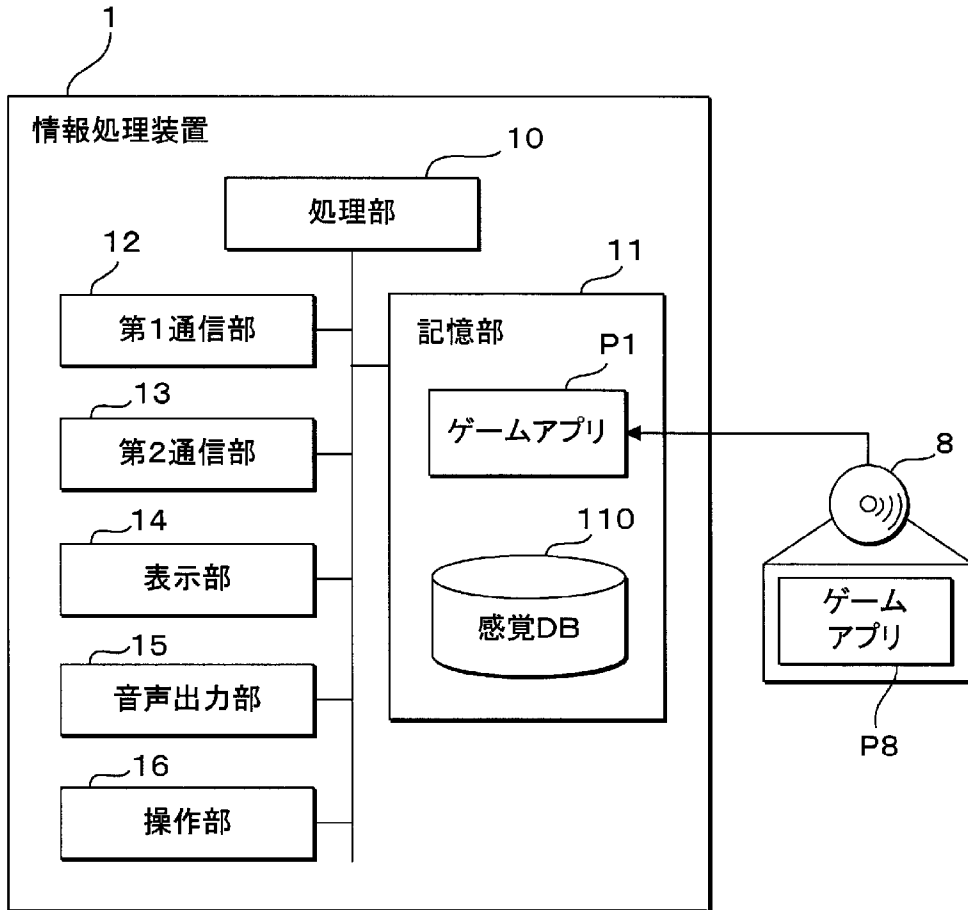 1
情報処理装置
10
処理部
12
第1通信部
11
記憶部
P1
ゲームアプリ
13
第2通信部
8
14
表示部
110
感覚DB
ゲーム
アプリ
P8
15
音声出力部
16
操作部